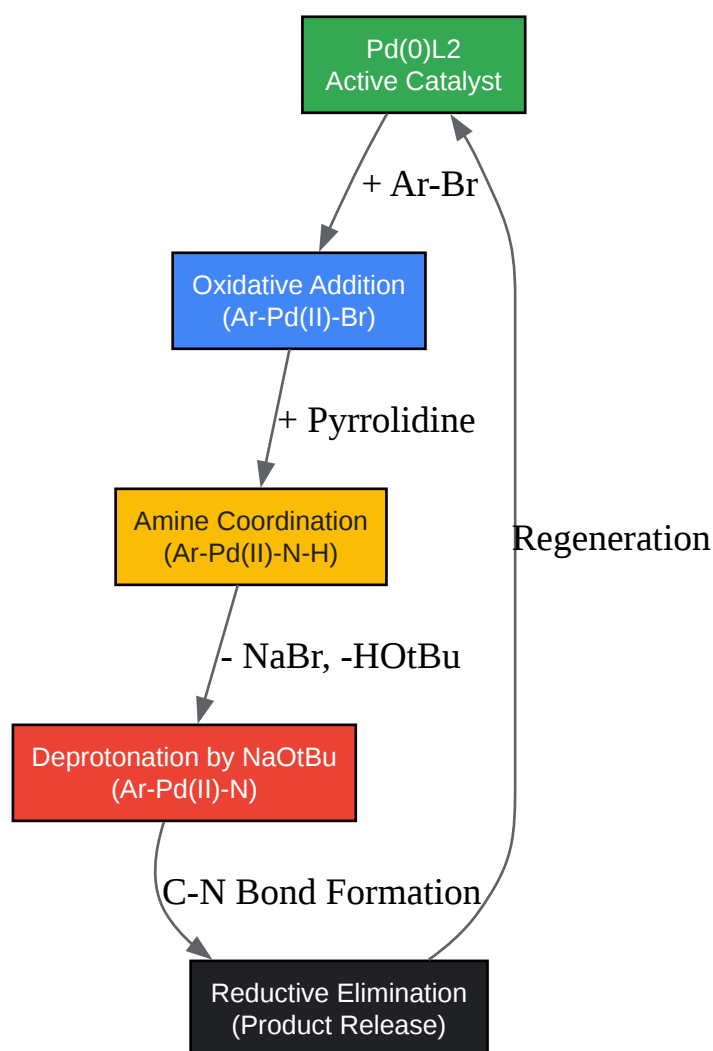 Pd(0)L2
Active Catalyst
+ Ar-Br
Oxidative Addition
(Ar-Pd(II)-Br)
+ Pyrrolidine
Amine Coordination
(Ar-Pd(II)-N-H)
Regeneration
- NaBr, -HOtBu
Deprotonation by NaOtBu
(Ar-Pd(II)-N)
C-N Bond Formation
Reductive Elimination
(Product Release)